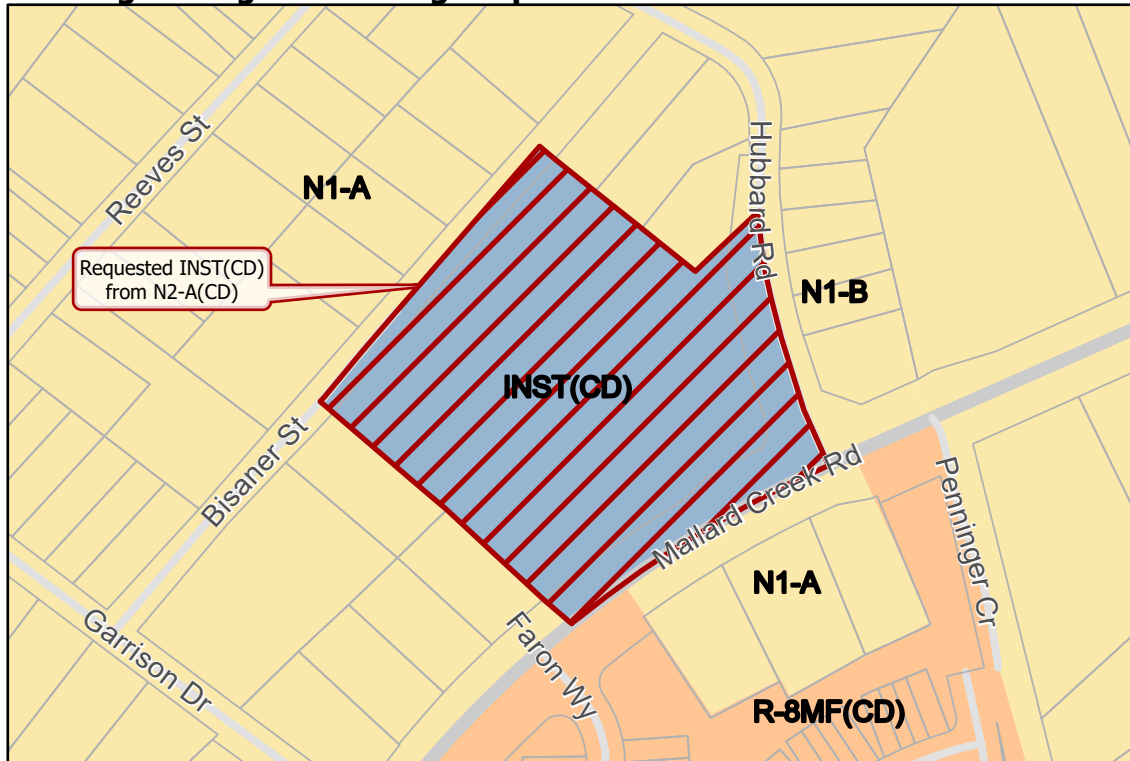 Reeves St
N1-A
Hubbard Rd
Requested INST(CD)
from N2-A(CD)
N1-B
INST(CD)
Bisaner St
Mallard Creek Rd
Penninger Cr
N1-A
Faron Wy
Garrison Dr
R-8MF(CD)